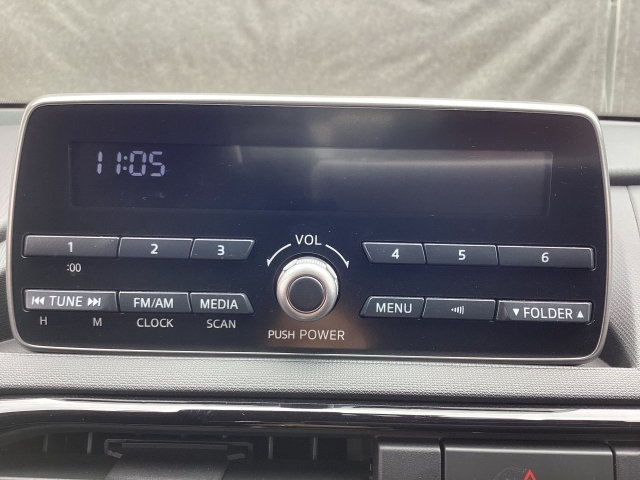 11:05
VOL
1 2 3 4 5 6
:00
TUNE FM/AM MEDIA MENU ▼ FOLDER ▲
H M CLOCK SCAN
PUSH POWER